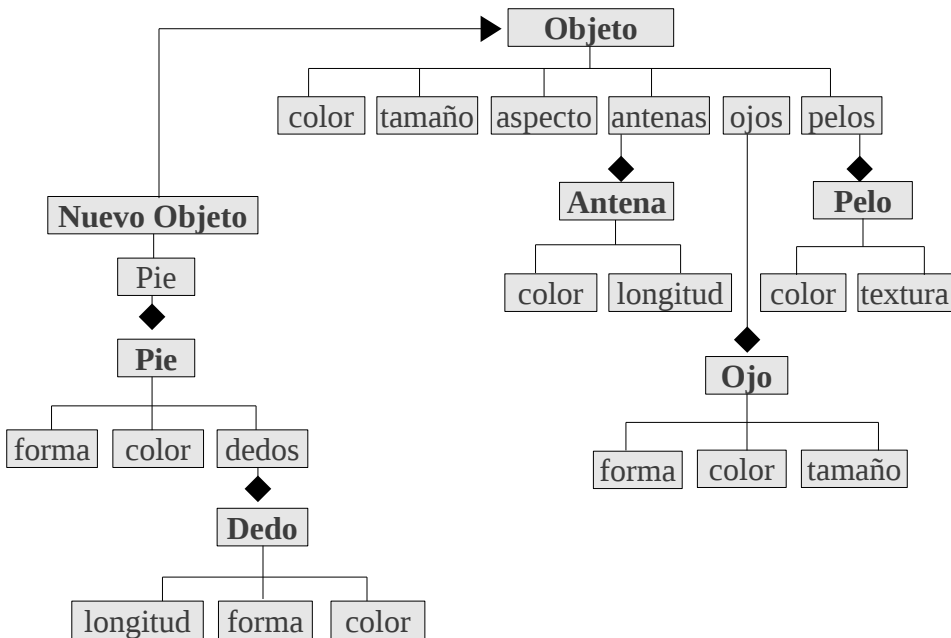 Objeto
color
tamaño
aspecto
antenas
ojos
pelos
Nuevo Objeto
Antena
Pelo
Pie
color
longitud
color
textura
Pie
Ojo
forma
color
dedos
forma
color
tamaño
Dedo
longitud
forma
color